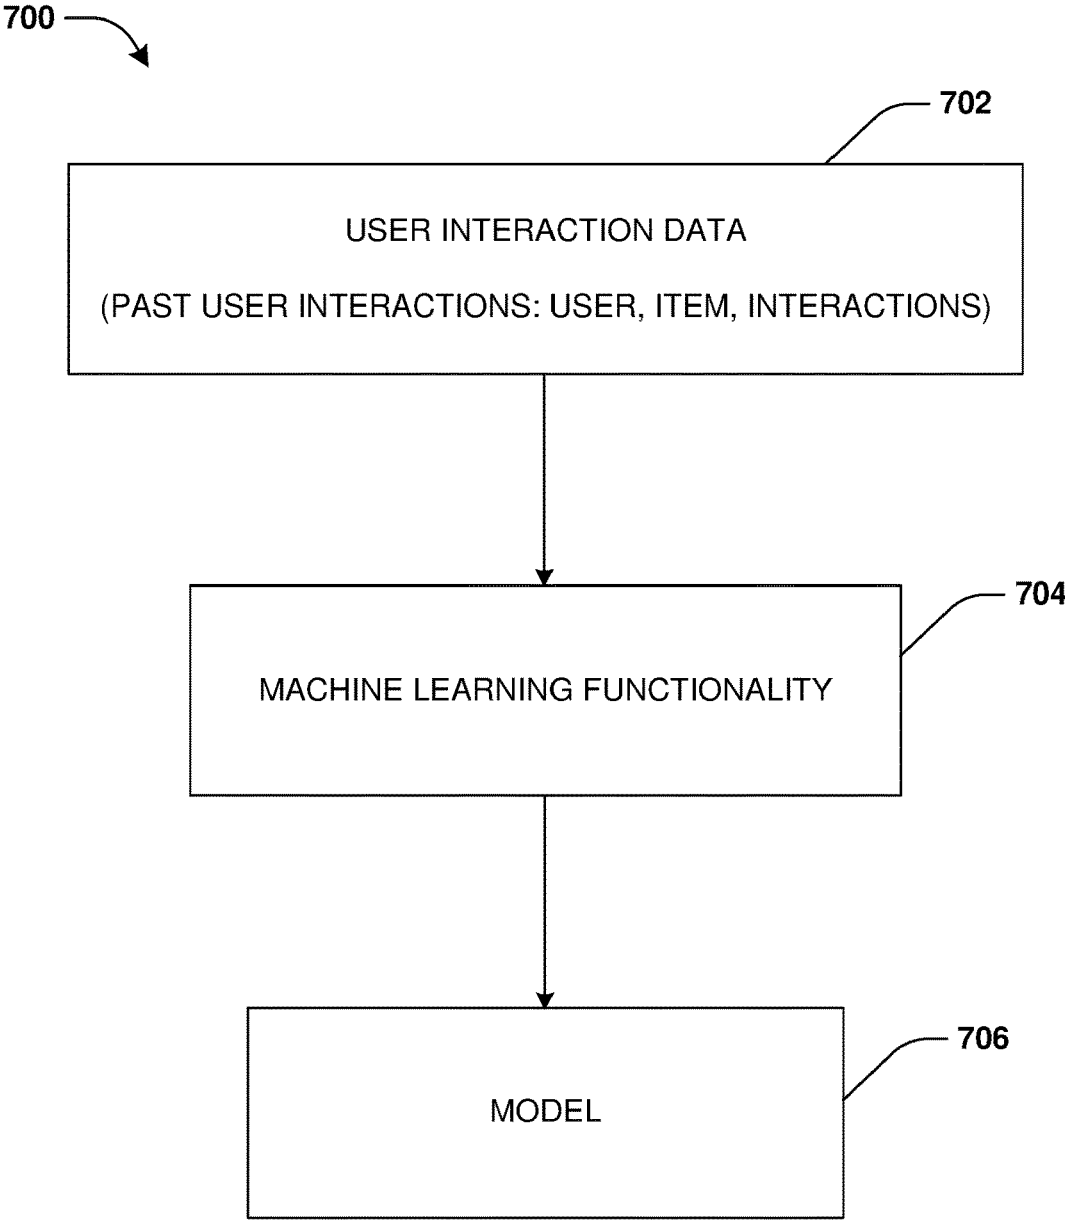 700
702
USER INTERACTION DATA
(PAST USER INTERACTIONS: USER, ITEM, INTERACTIONS)
704
MACHINE LEARNING FUNCTIONALITY
706
MODEL